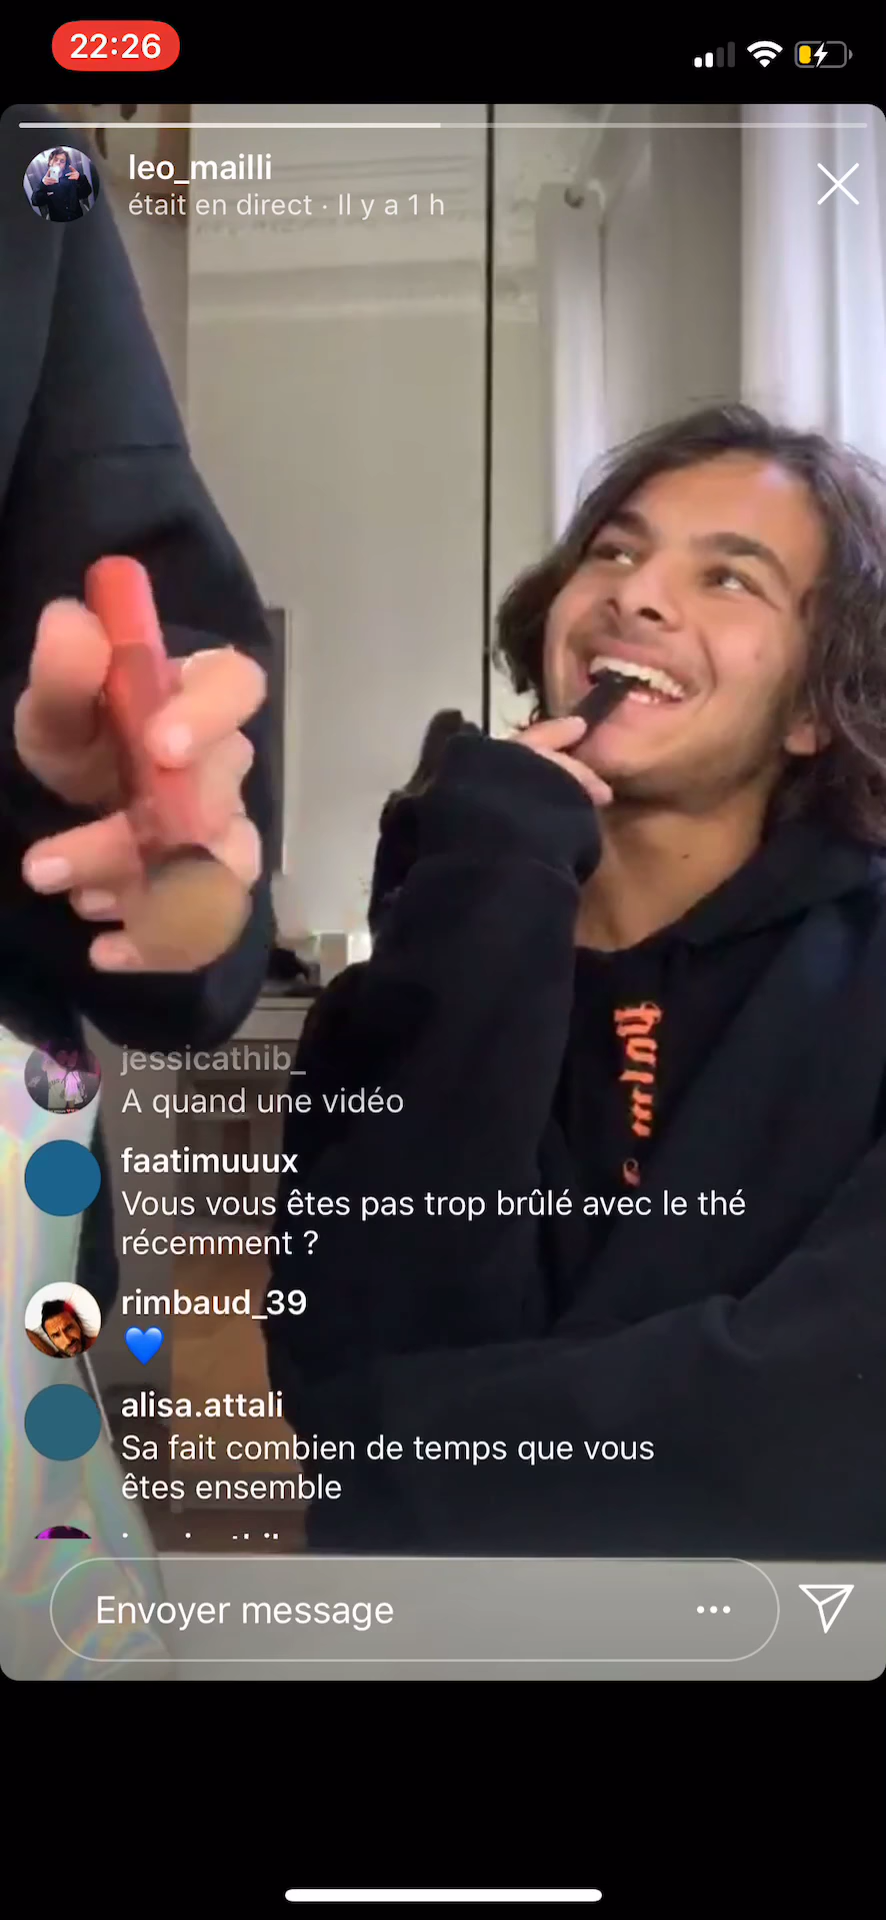 22:26
leo_mailli
était en direct · Il y a 1 h
jessicathib_
A quand une vidéo
faatimuuux
Vous vous êtes pas trop brûlé avec le thé
récemment ?
rimbaud_39
💙
alisa.attali
Sa fait combien de temps que vous
êtes ensemble
Envoyer message